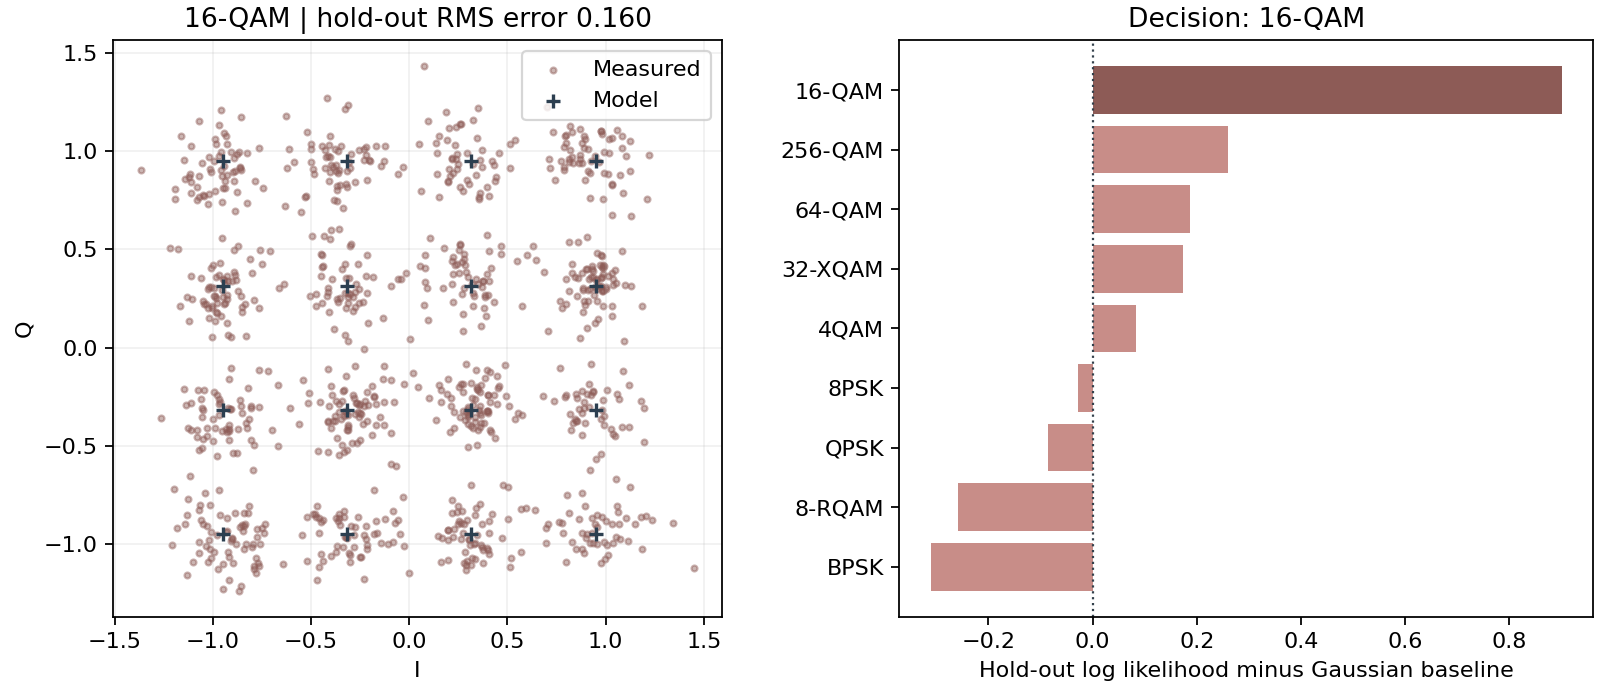 16-QAM | hold-out RMS error 0.160
Measured
Model
1.5
1.0
0.5
0.0
−0.5
−1.0
Q
−1.5
−1.0
−0.5
0.0
0.5
1.0
1.5
I
Decision: 16-QAM
16-QAM
256-QAM
64-QAM
32-XQAM
4QAM
8PSK
QPSK
8-RQAM
BPSK
−0.2
0.0
0.2
0.4
0.6
0.8
Hold-out log likelihood minus Gaussian baseline